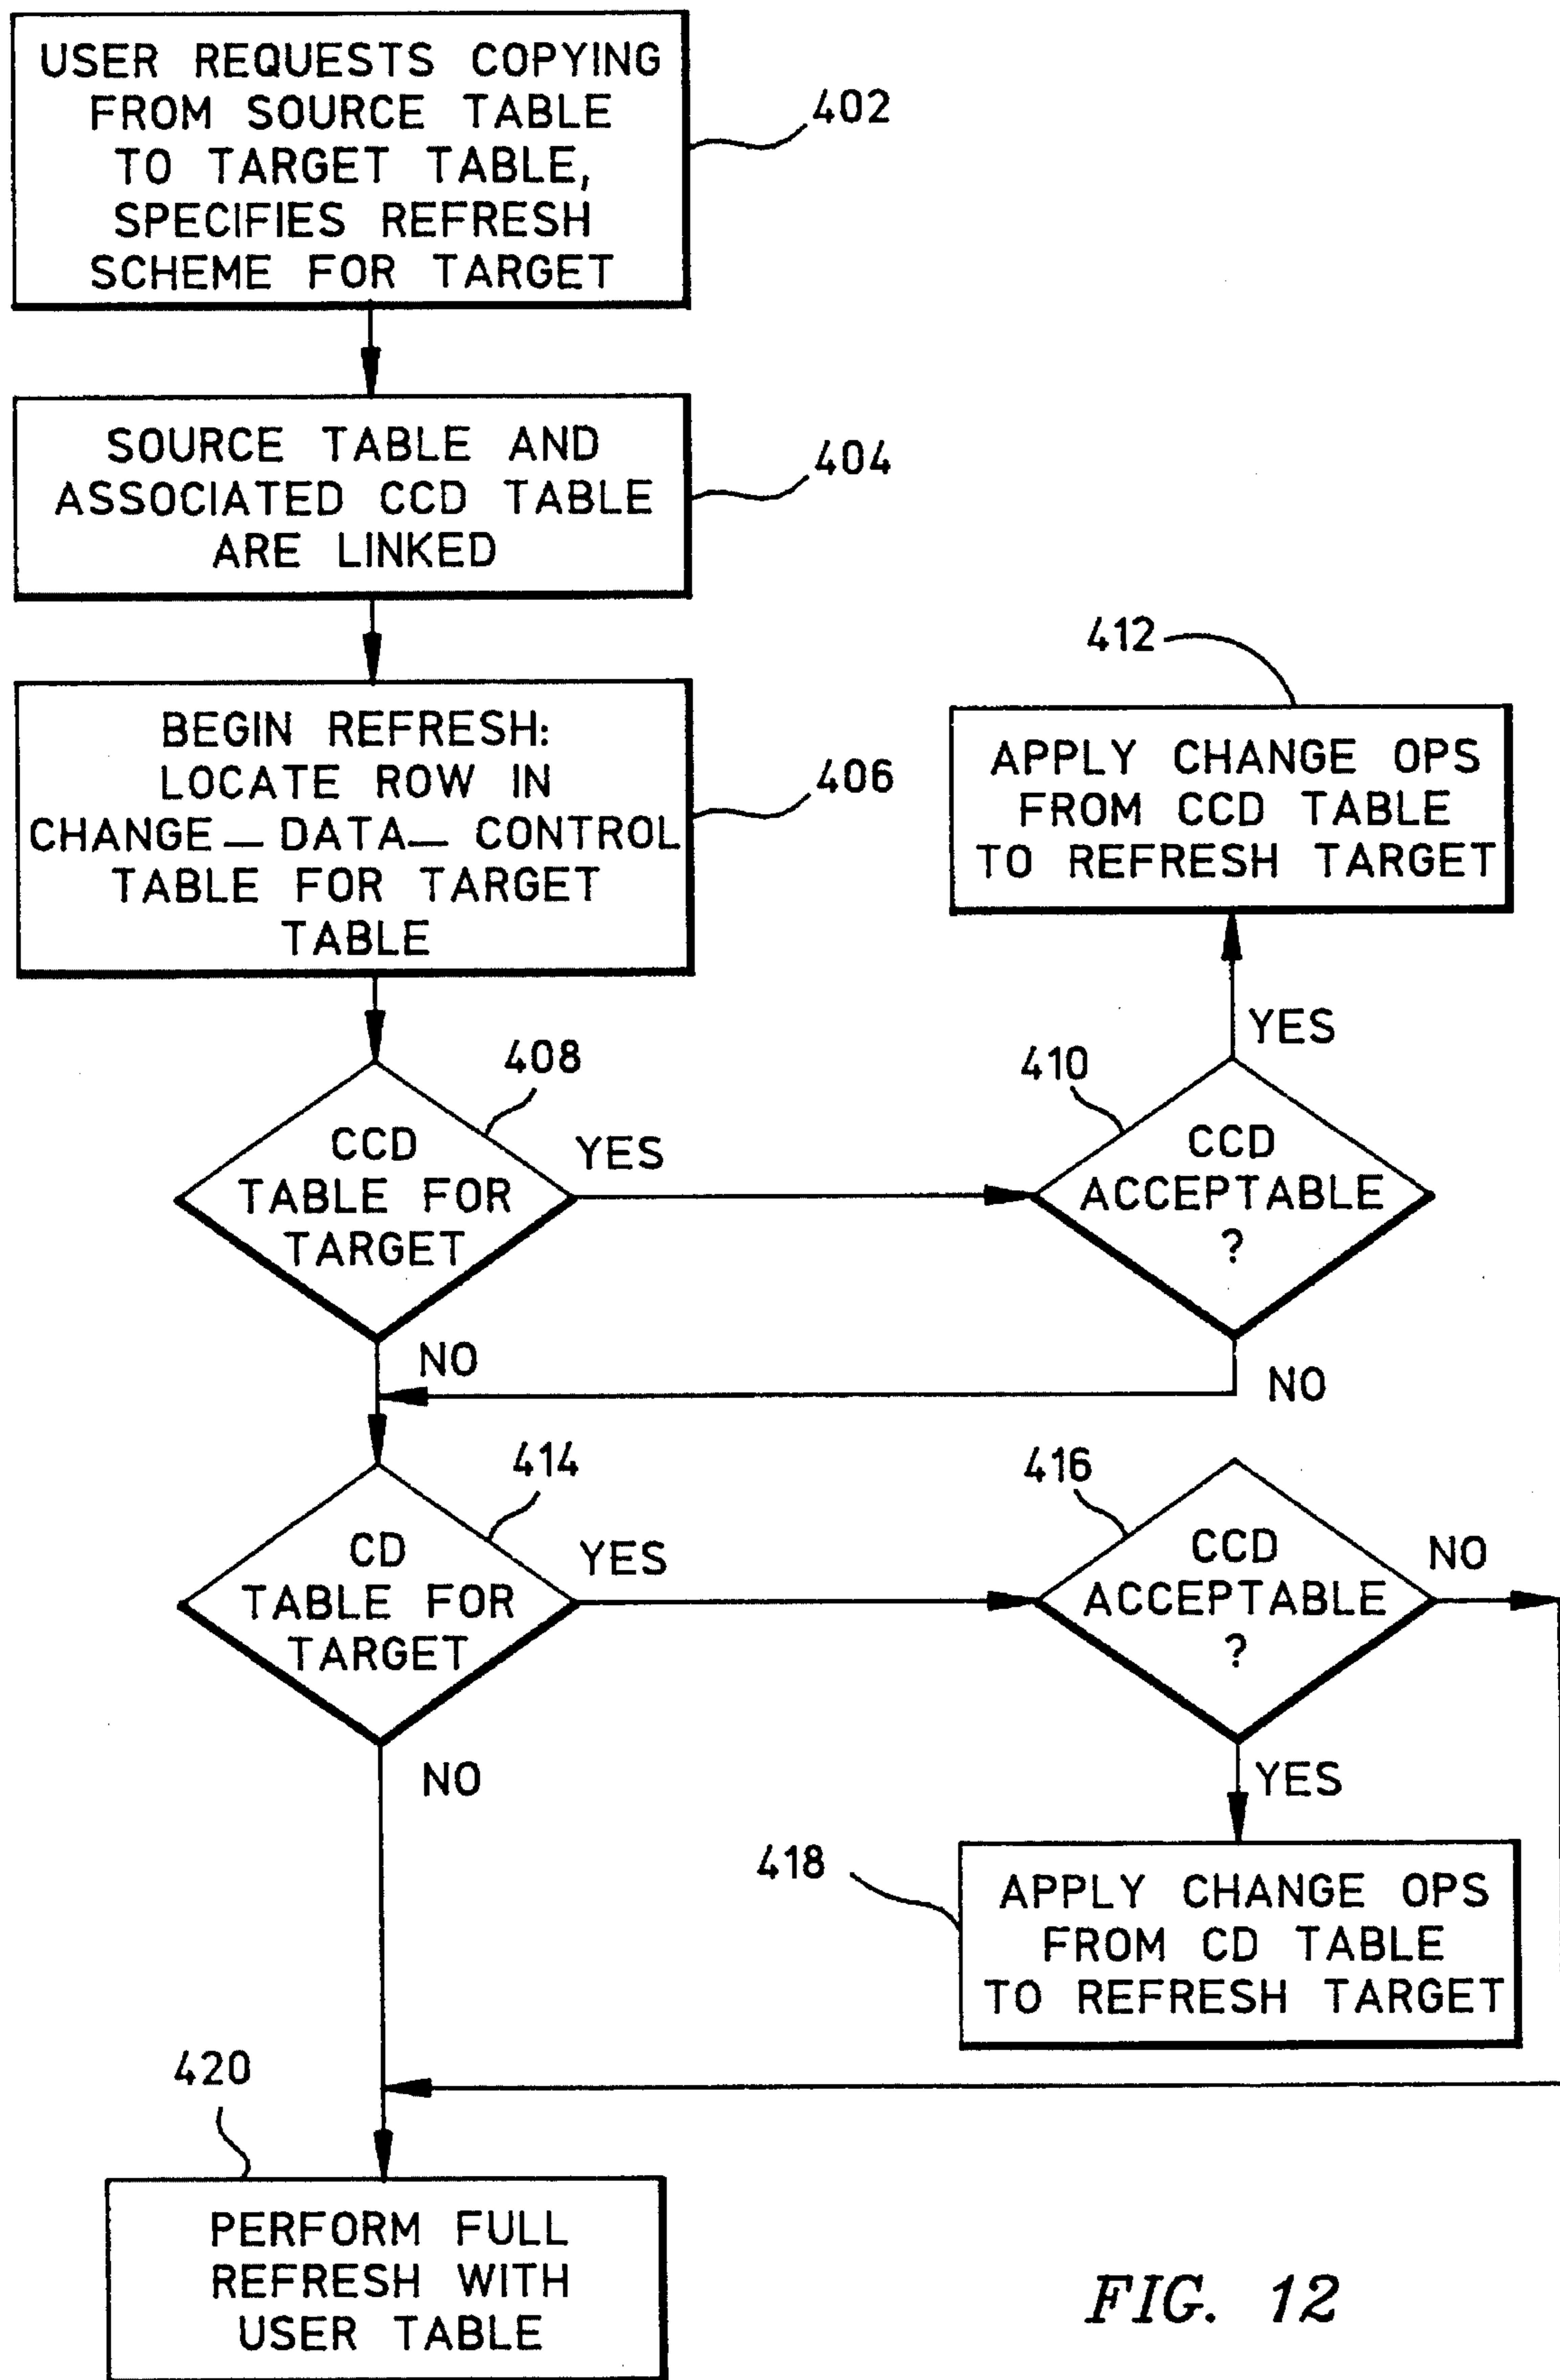 USER REQUESTS COPYING
FROM SOURCE TABLE
TO TARGET TABLE,
SPECIFIES REFRESH
SCHEME FOR TARGET
402
SOURCE TABLE AND
ASSOCIATED CCD TABLE
ARE LINKED
404
BEGIN REFRESH:
LOCATE ROW IN
CHANGE_DATA_CONTROL
TABLE FOR TARGET
TABLE
406
412
APPLY CHANGE OPS
FROM CCD TABLE
TO REFRESH TARGET
YES
408
CCD
TABLE FOR
TARGET
YES
NO
410
CCD
ACCEPTABLE
?
NO
414
CD
TABLE FOR
TARGET
YES
NO
416
CCD
ACCEPTABLE
?
NO
YES
418
APPLY CHANGE OPS
FROM CD TABLE
TO REFRESH TARGET
420
PERFORM FULL
REFRESH WITH
USER TABLE
FIG. 12